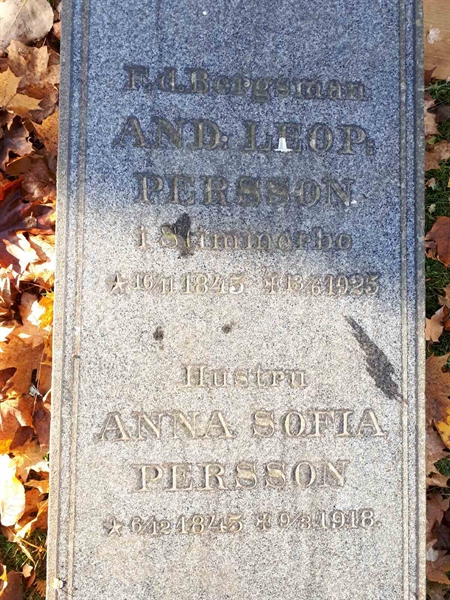 F.d. Bergsman
AND: LEOP:
PERSSON
i Stimmerbo
* 16/11 1845 ✠ 13/6 1925
Hustru
ANNA SOFIA
PERSSON
* 6/12 1845 ✠ 9/3 1918.